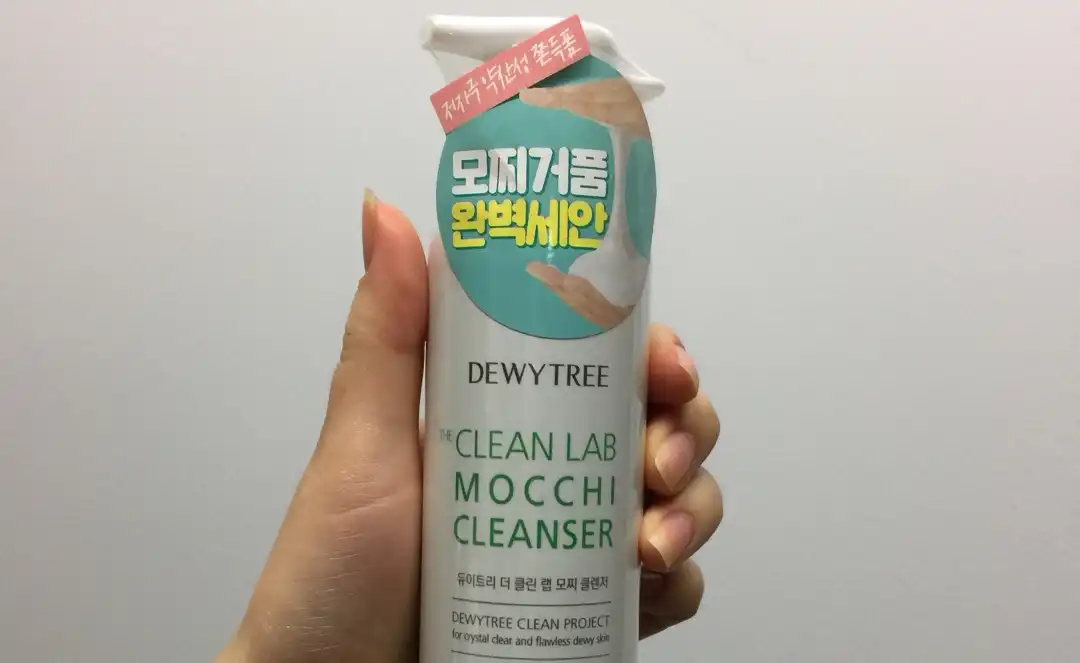 저자극 약산성 쫀득폼
모찌거품
완벽세안
DEWYTREE
THE CLEAN LAB
MOCCHI
CLEANSER
듀이트리 더 클린 랩 모찌 클렌저
DEWYTREE CLEAN PROJECT
for crystal clear and flawless dewy skin